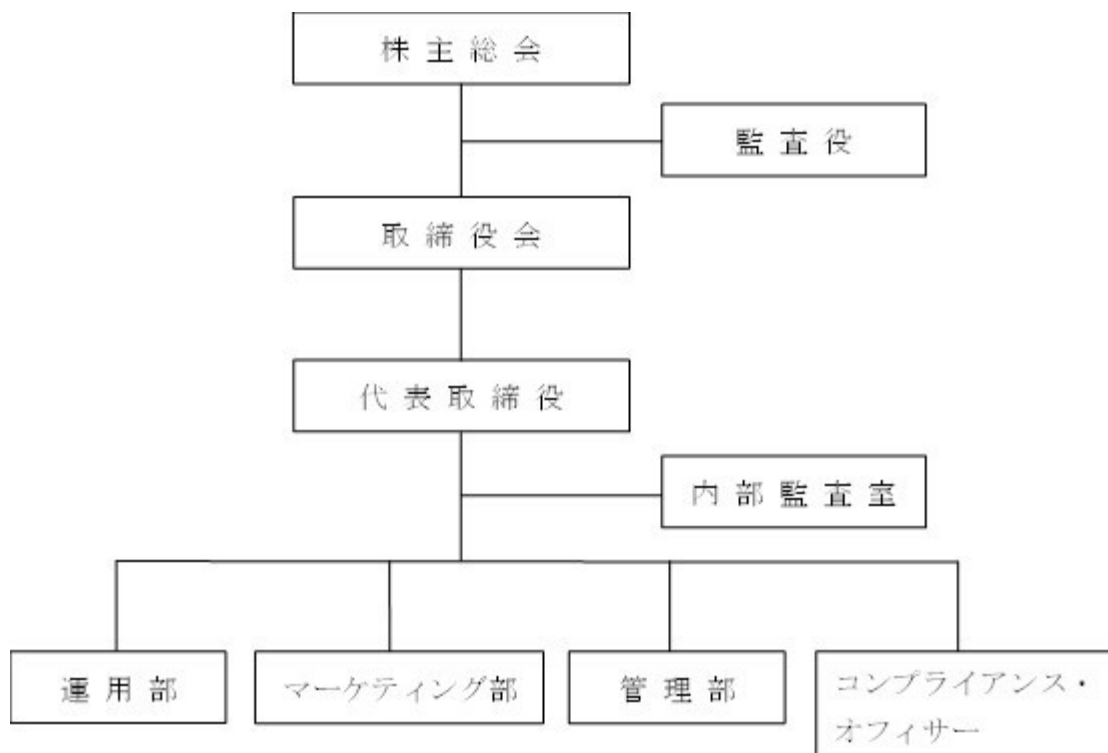 株主総会
監査役
取締役会
代表取締役
内部監査室
運用部
マーケティング部
管理部
コンプライアンス・
オフィサー